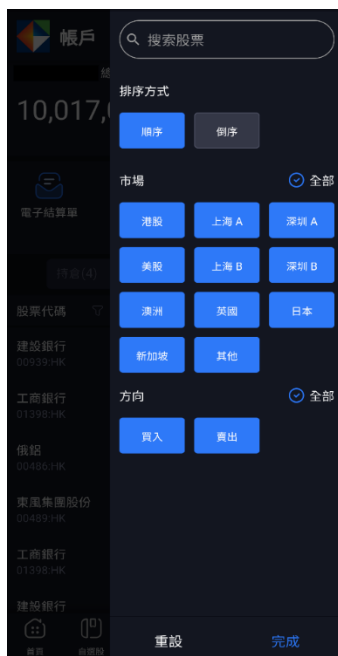 帳戶
搜索股票
總
排序方式
10,017,0
順序
倒序
市場
全部
電子結算單
港股
上海 A
深圳 A
美股
上海 B
深圳 B
持倉(4)
股票代碼
澳洲
英國
日本
建設銀行
00939:HK
新加坡
其他
工商銀行
01398:HK
方向
全部
買入
賣出
俄鋁
00486:HK
東風集團股份
00489:HK
工商銀行
01398:HK
建設銀行
首頁
自選股
重設
完成